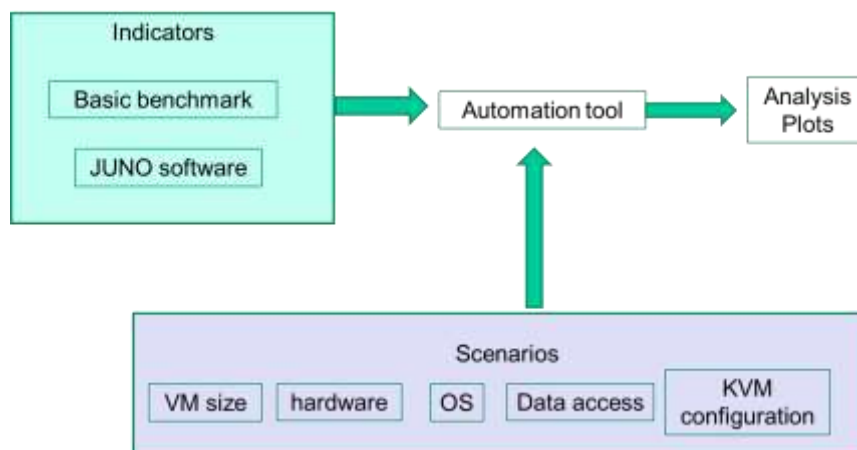 Indicators
Basic benchmark
JUNO software
Automation tool
Analysis
Plots
Scenarios
VM size
hardware
OS
Data access
KVM
configuration